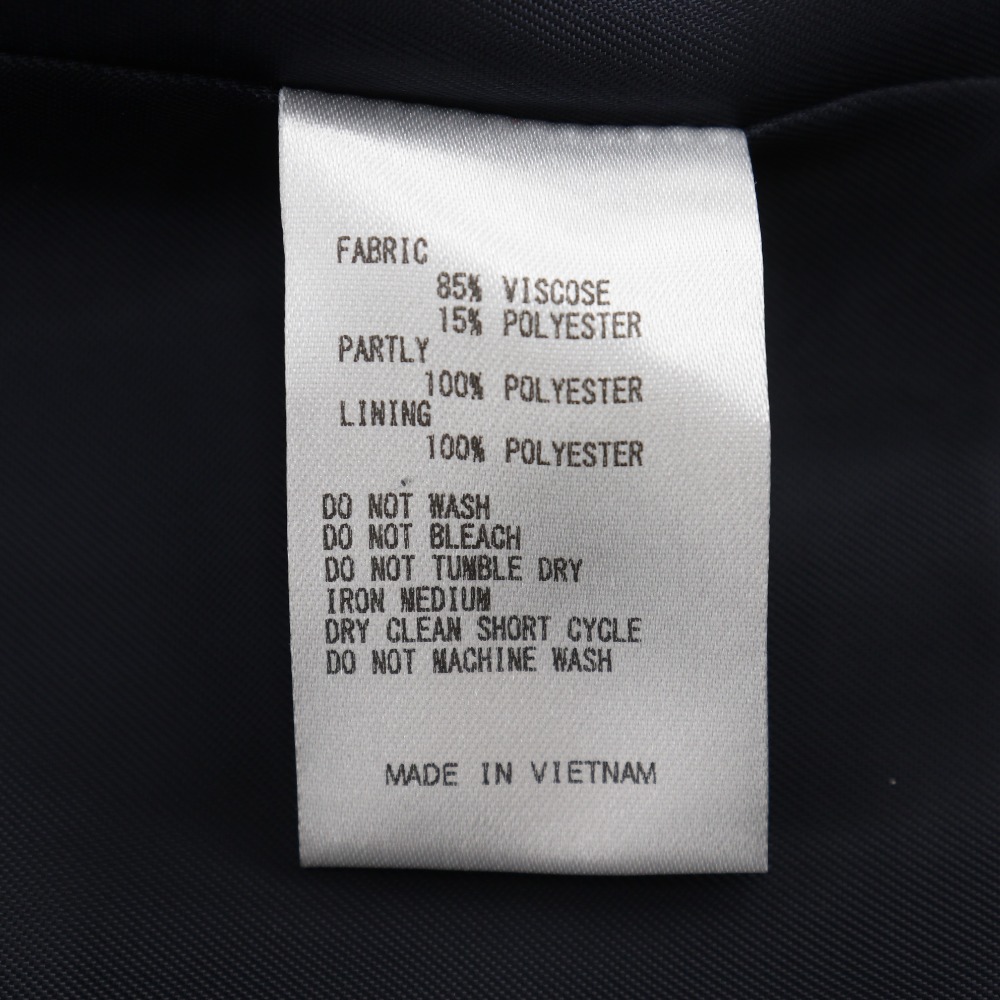 FABRIC
85% VISCOSE
15% POLYESTER
PARTLY
100% POLYESTER
LINING
100% POLYESTER
DO NOT WASH
DO NOT BLEACH
DO NOT TUMBLE DRY
IRON MEDIUM
DRY CLEAN SHORT CYCLE
DO NOT MACHINE WASH
MADE IN VIETNAM